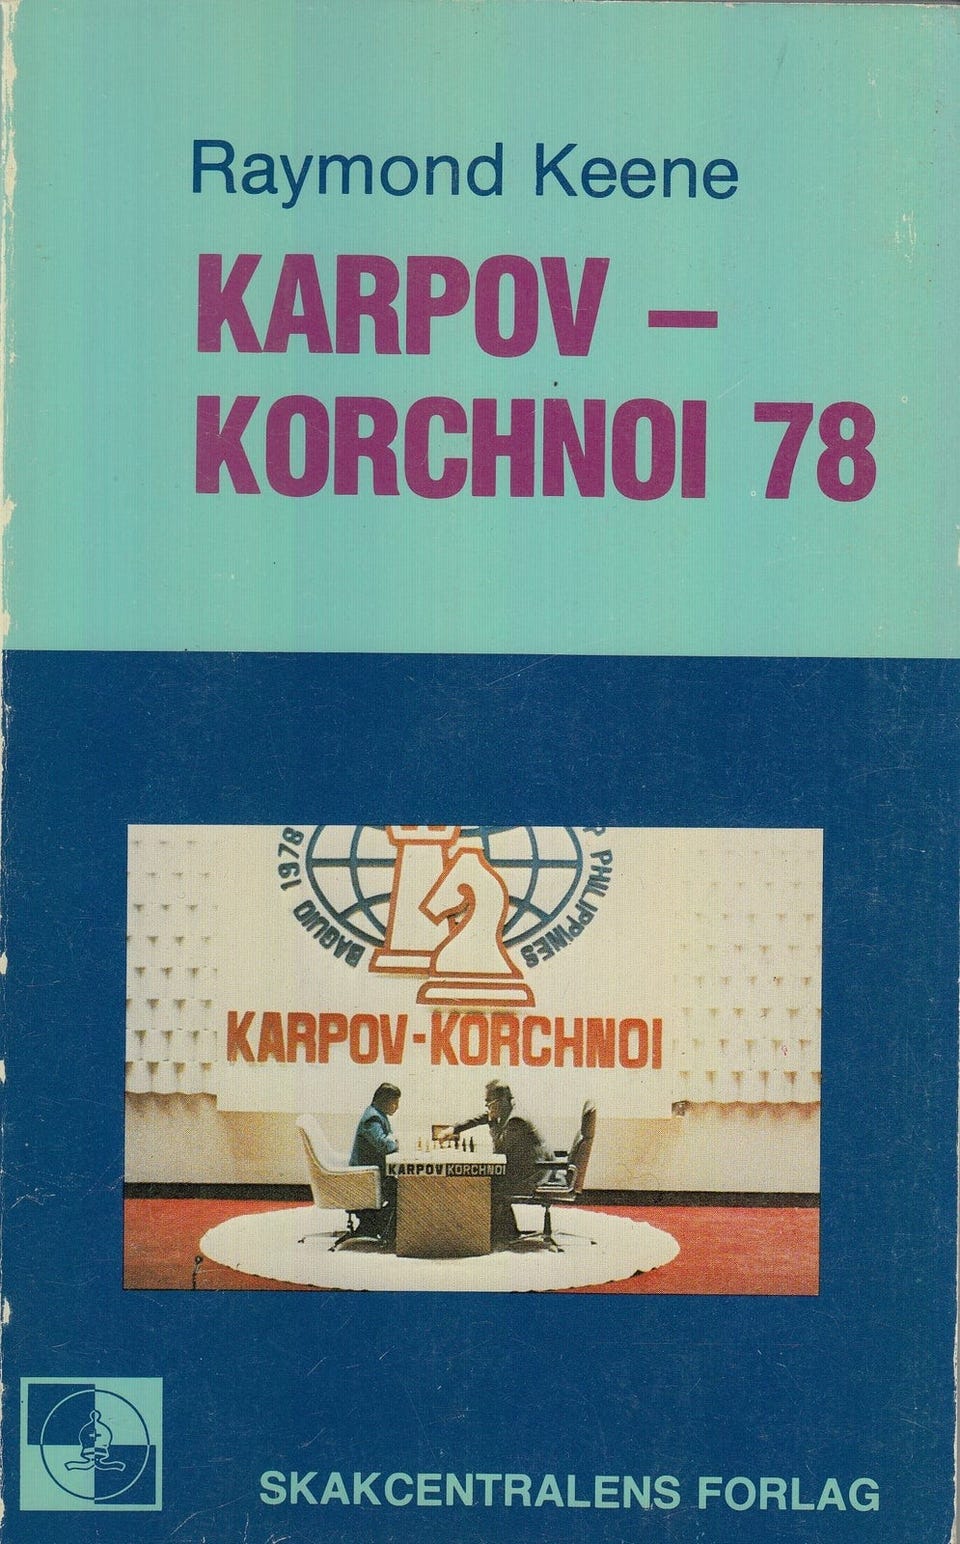 Raymond Keene
KARPOV –
KORCHNOI 78
BAGUIO 1978
PHILIPPINES
KARPOV-KORCHNOI
KARPOV KORCHNOI
SKAKCENTRALENS FORLAG